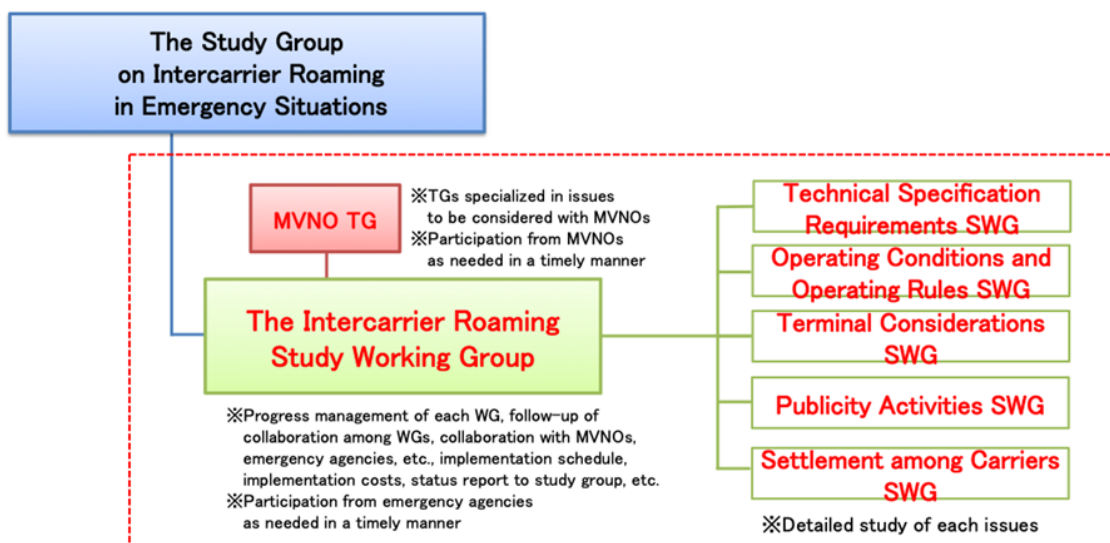 The Study Group
on Intercarrier Roaming
in Emergency Situations
MVNO TG
※TGs specialized in issues
to be considered with MVNOs
※Participation from MVNOs
as needed in a timely manner
The Intercarrier Roaming
Study Working Group
※Progress management of each WG, follow-up of
collaboration among WGs, collaboration with MVNOs,
emergency agencies, etc., implementation schedule,
implementation costs, status report to study group, etc.
※Participation from emergency agencies
as needed in a timely manner
Technical Specification
Requirements SWG
Operating Conditions and
Operating Rules SWG
Terminal Considerations
SWG
Publicity Activities SWG
Settlement among Carriers
SWG
※Detailed study of each issues